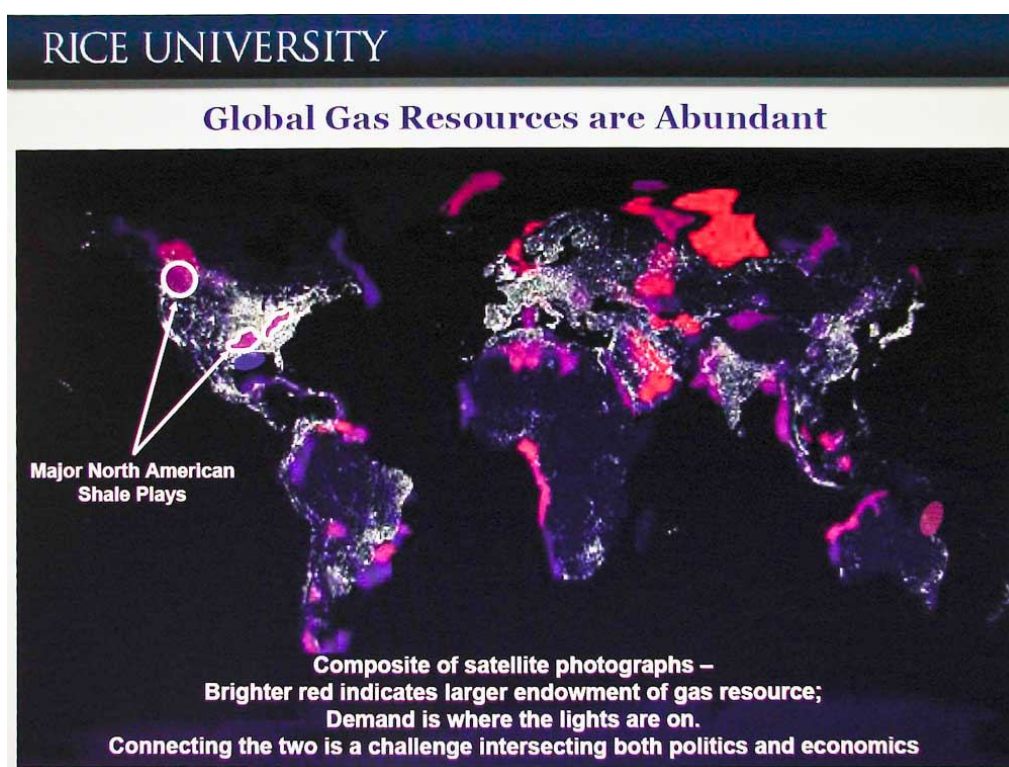 RICE UNIVERSITY
Global Gas Resources are Abundant
Major North American
Shale Plays
Composite of satellite photographs –
Brighter red indicates larger endowment of gas resource;
Demand is where the lights are on.
Connecting the two is a challenge intersecting both politics and economics